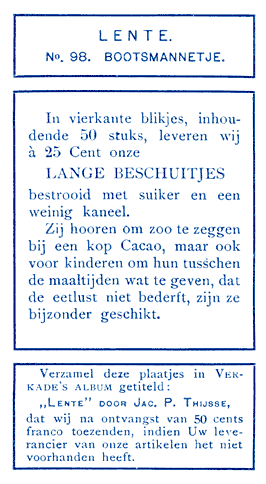 LENTE.
No. 98. BOOTSMANNETJE.
In vierkante blikjes, inhou-
dende 50 stuks, leveren wij
à 25 Cent onze
LANGE BESCHUITJES
bestrooid met suiker en een
weinig kaneel.
Zij hooren om zoo te zeggen
bij een kop Cacao, maar ook
voor kinderen om hun tusschen
de maaltijden wat te geven, dat
de eetlust niet bederft, zijn ze
bijzonder geschikt.
Verzamel deze plaatjes in VER-
KADE'S ALBUM getiteld:
„LENTE” DOOR JAC. P. THIJSSE,
dat wij na ontvangst van 50 cents
franco toezenden, indien Uw leve-
rancier van onze artikelen het niet
voorhanden heeft.